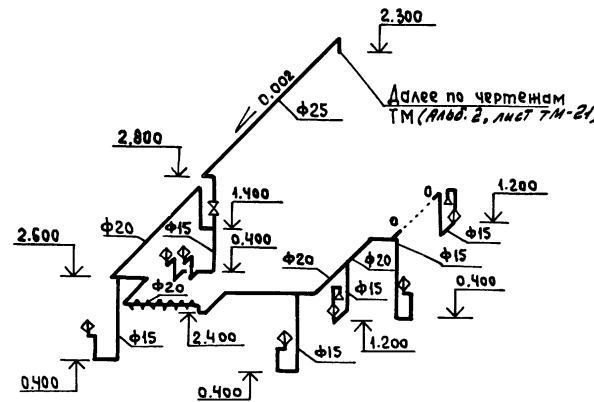 2.300
0.002
Далее по чертежам
ТМ (Альб. 2, лист ТМ-21)
ф25
2,800
1.400
1.200
ф20
ф15
0.400
о
о
ф15
2.600
ф20
ф20
ф15
ф20
ф15
0.400
ф15
2.400
ф15
1.200
0.400
0.400